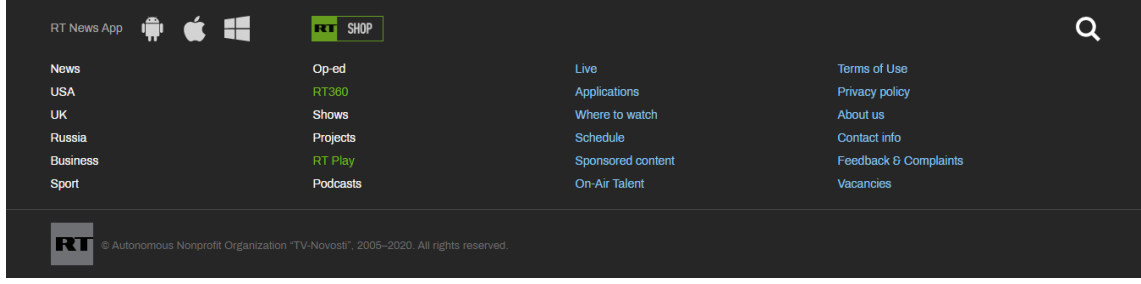 RT News App
RT SHOP
News
USA
UK
Russia
Business
Sport
Op-ed
RT360
Shows
Projects
RT Play
Podcasts
Live
Applications
Where to watch
Schedule
Sponsored content
On-Air Talent
Terms of Use
Privacy policy
About us
Contact info
Feedback & Complaints
Vacancies
RT
© Autonomous Nonprofit Organization “TV-Novosti”, 2005–2020. All rights reserved.